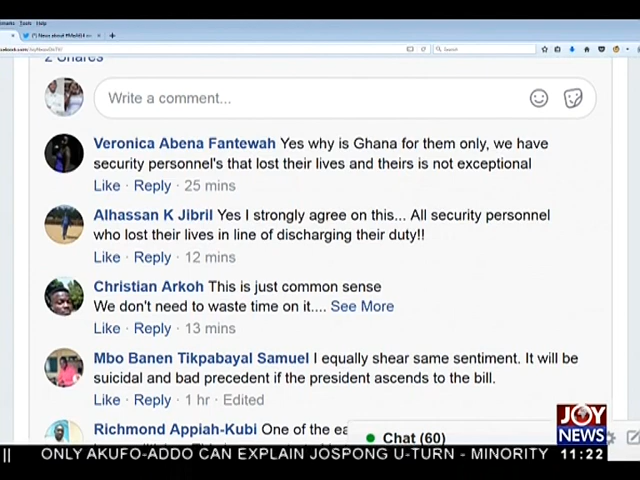 Tools Help
2 Shares
Write a comment...
Veronica Abena Fantewah Yes why is Ghana for them only, we have
security personnel's that lost their lives and theirs is not exceptional
Like · Reply · 25 mins
Alhassan K Jibril Yes I strongly agree on this... All security personnel
who lost their lives in line of discharging their duty!!
Like · Reply · 12 mins
Christian Arkoh This is just common sense
We don't need to waste time on it.... See More
Like · Reply · 13 mins
Mbo Banen Tikpabayal Samuel I equally shear same sentiment. It will be
suicidal and bad precedent if the president ascends to the bill.
Like · Reply · 1 hr · Edited
Richmond Appiah-Kubi One of the ea
Chat (60)
JOY
NEWS
|| ONLY AKUFO-ADDO CAN EXPLAIN JOSPONG U-TURN - MINORITY 11:22